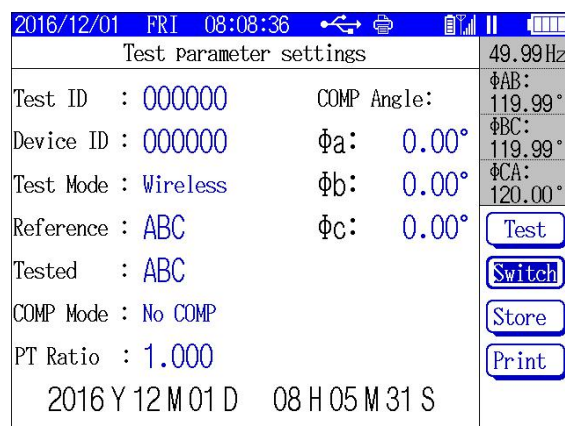 2016/12/01 FRI 08:08:36
Test parameter settings
Test ID : 000000
Device ID : 000000
Test Mode : Wireless
Reference : ABC
Tested : ABC
COMP Mode : No COMP
PT Ratio : 1.000
COMP Angle:
Φa: 0.00°
Φb: 0.00°
Φc: 0.00°
2016 Y 12 M 01 D 08 H 05 M 31 S
49.99Hz
ΦAB:
119.99°
ΦBC:
119.99°
ΦCA:
120.00°
Test
Switch
Store
Print